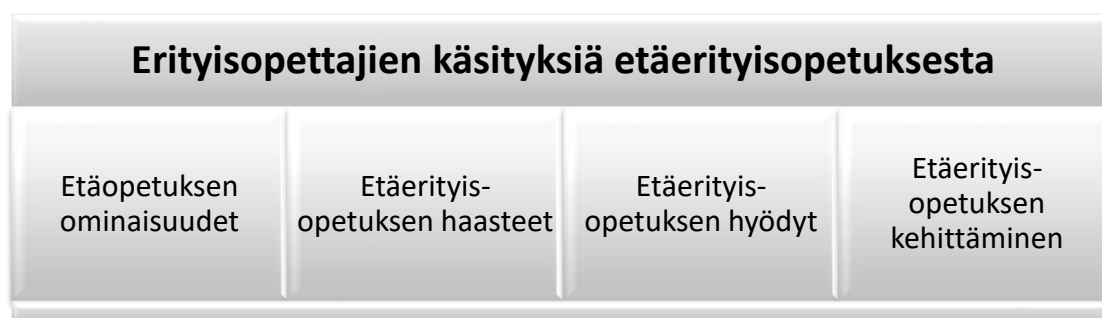 Erityisopettajien käsityksiä etäerityisopetuksesta
Etäopetuksen
ominaisuudet
Etäerityis-
opetuksen haasteet
Etäerityis-
opetuksen hyödyt
Etäerityis-
opetuksen
kehittäminen